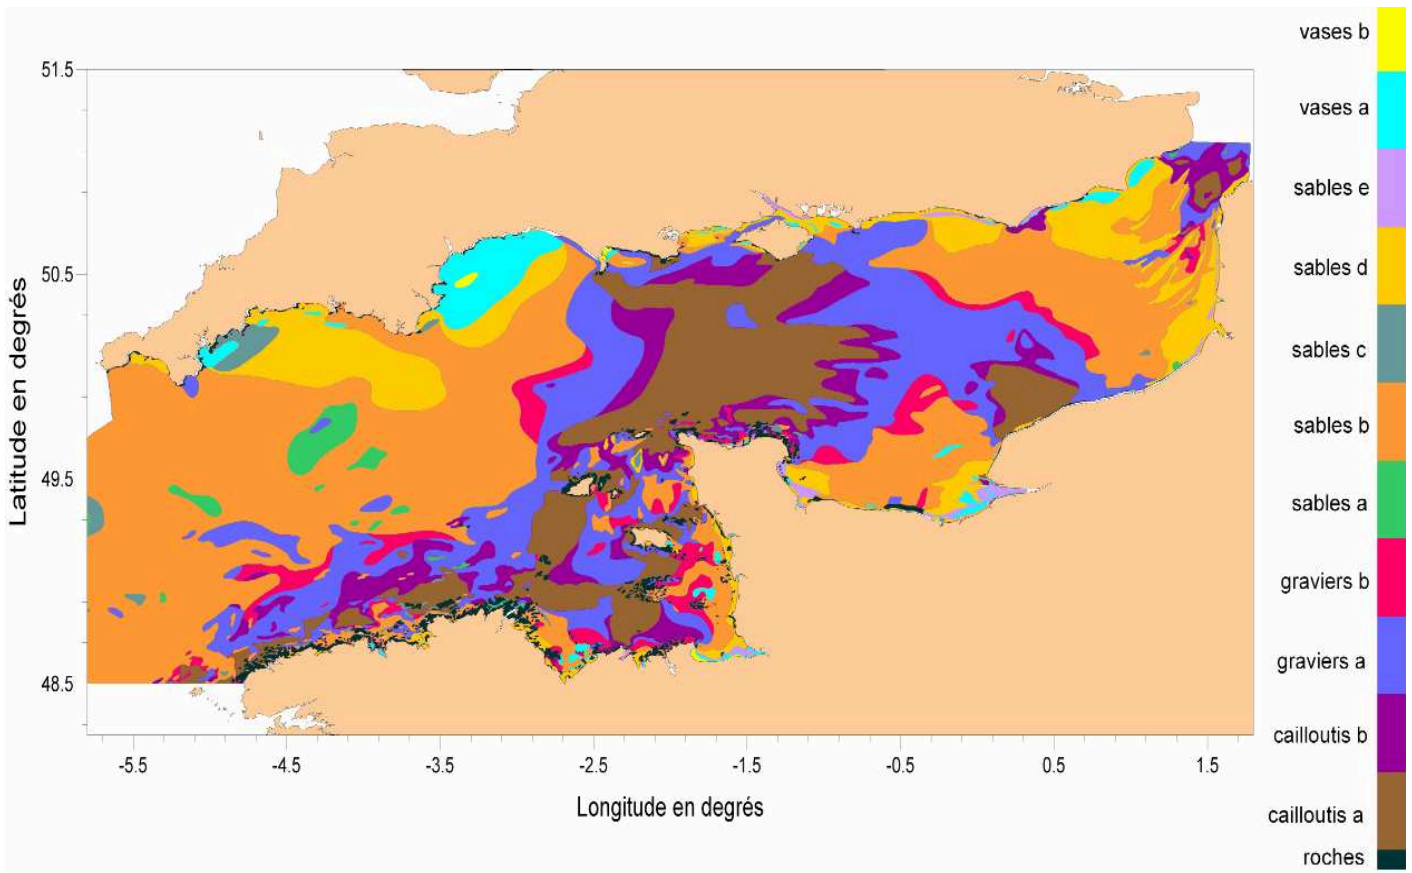 vases b
vases a
sables e
sables d
sables c
sables b
sables a
graviers b
graviers a
cailloutis b
cailloutis a
roches
Latitude en degrés
51.5
50.5
49.5
48.5
-5.5 -4.5 -3.5 -2.5 -1.5 -0.5 0.5 1.5
Longitude en degrés